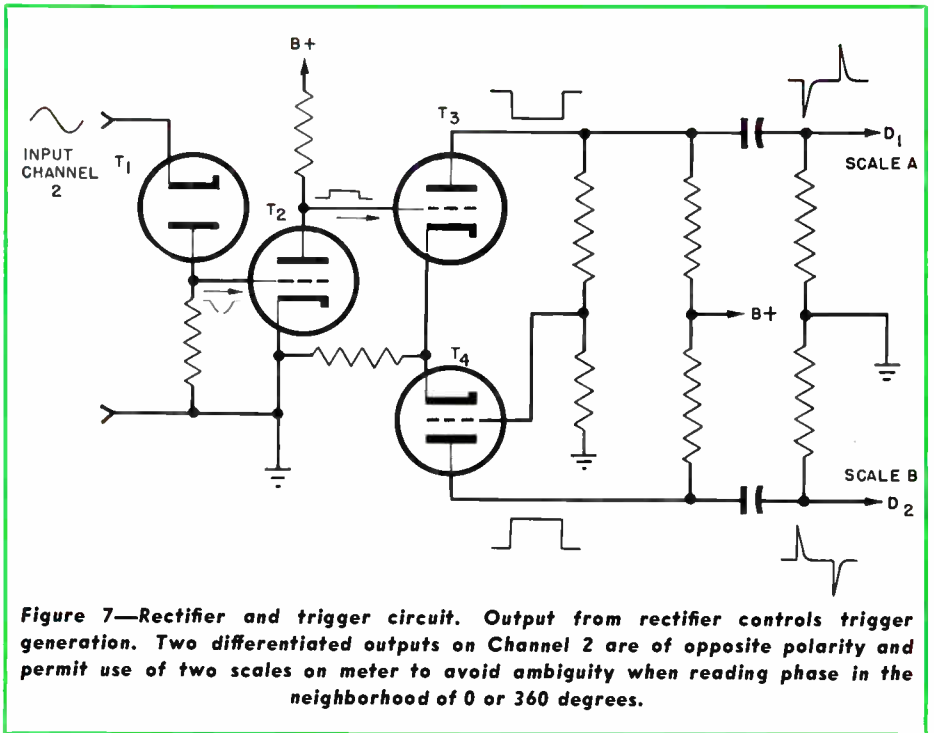 B+
T3
D1
SCALE A
INPUT
CHANNEL
2
T1
T2
B+
T4
SCALE B
D2
Figure 7—Rectifier and trigger circuit. Output from rectifier controls trigger
generation. Two differentiated outputs on Channel 2 are of opposite polarity and
permit use of two scales on meter to avoid ambiguity when reading phase in the
neighborhood of 0 or 360 degrees.